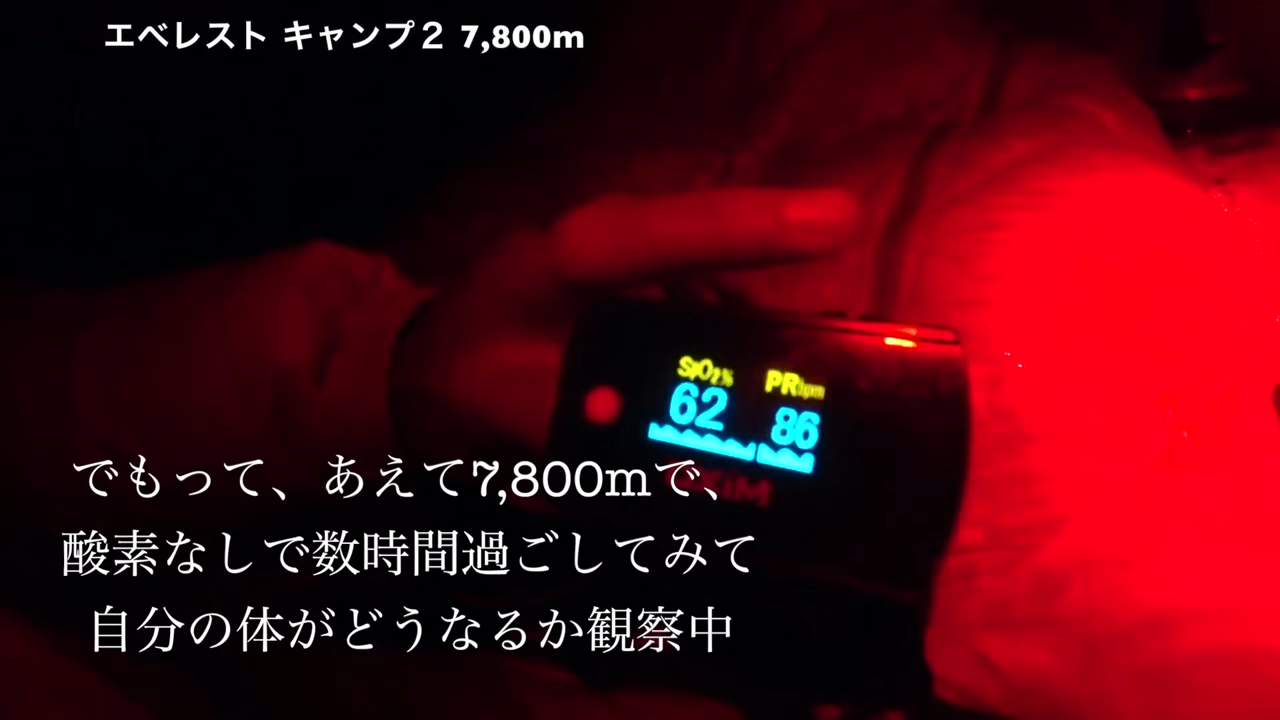 エベレスト キャンプ２ 7,800m
SpO2% PRbpm
62 86
でもって、あえて7,800mで、
酸素なしで数時間過ごしてみて
自分の体がどうなるか観察中